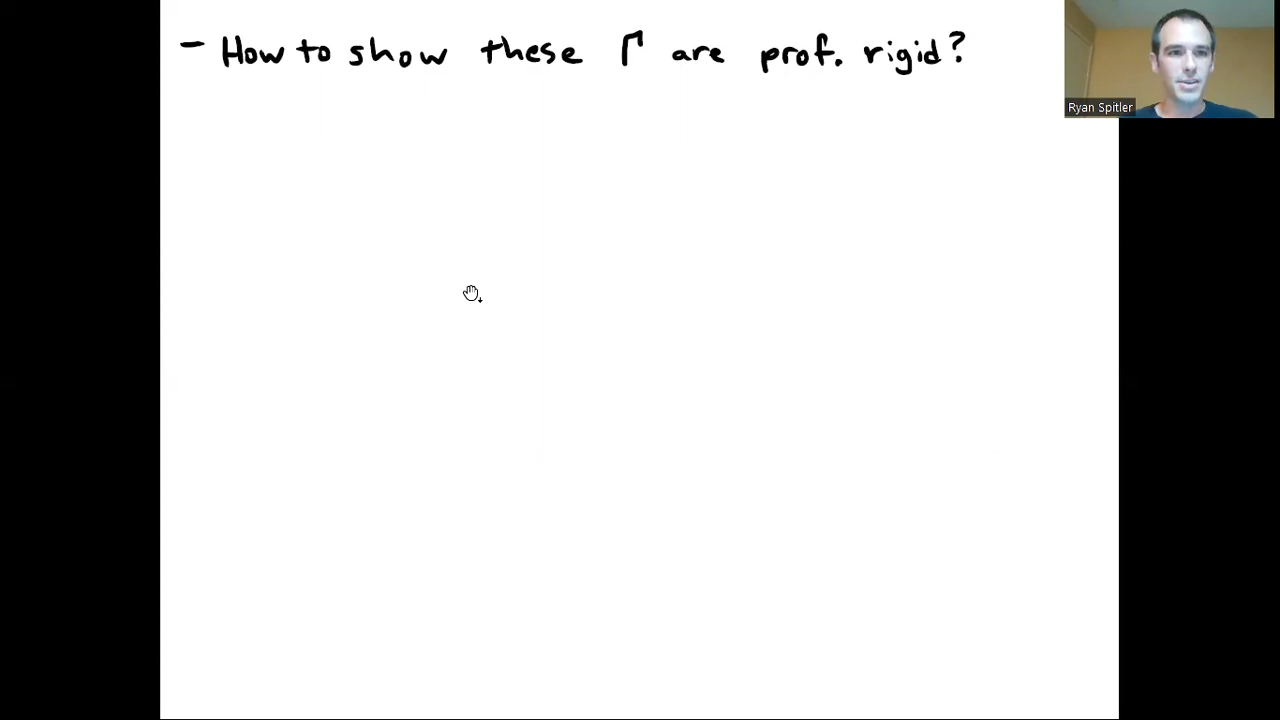 - How to show these Γ are prof. rigid?
Ryan Spitler